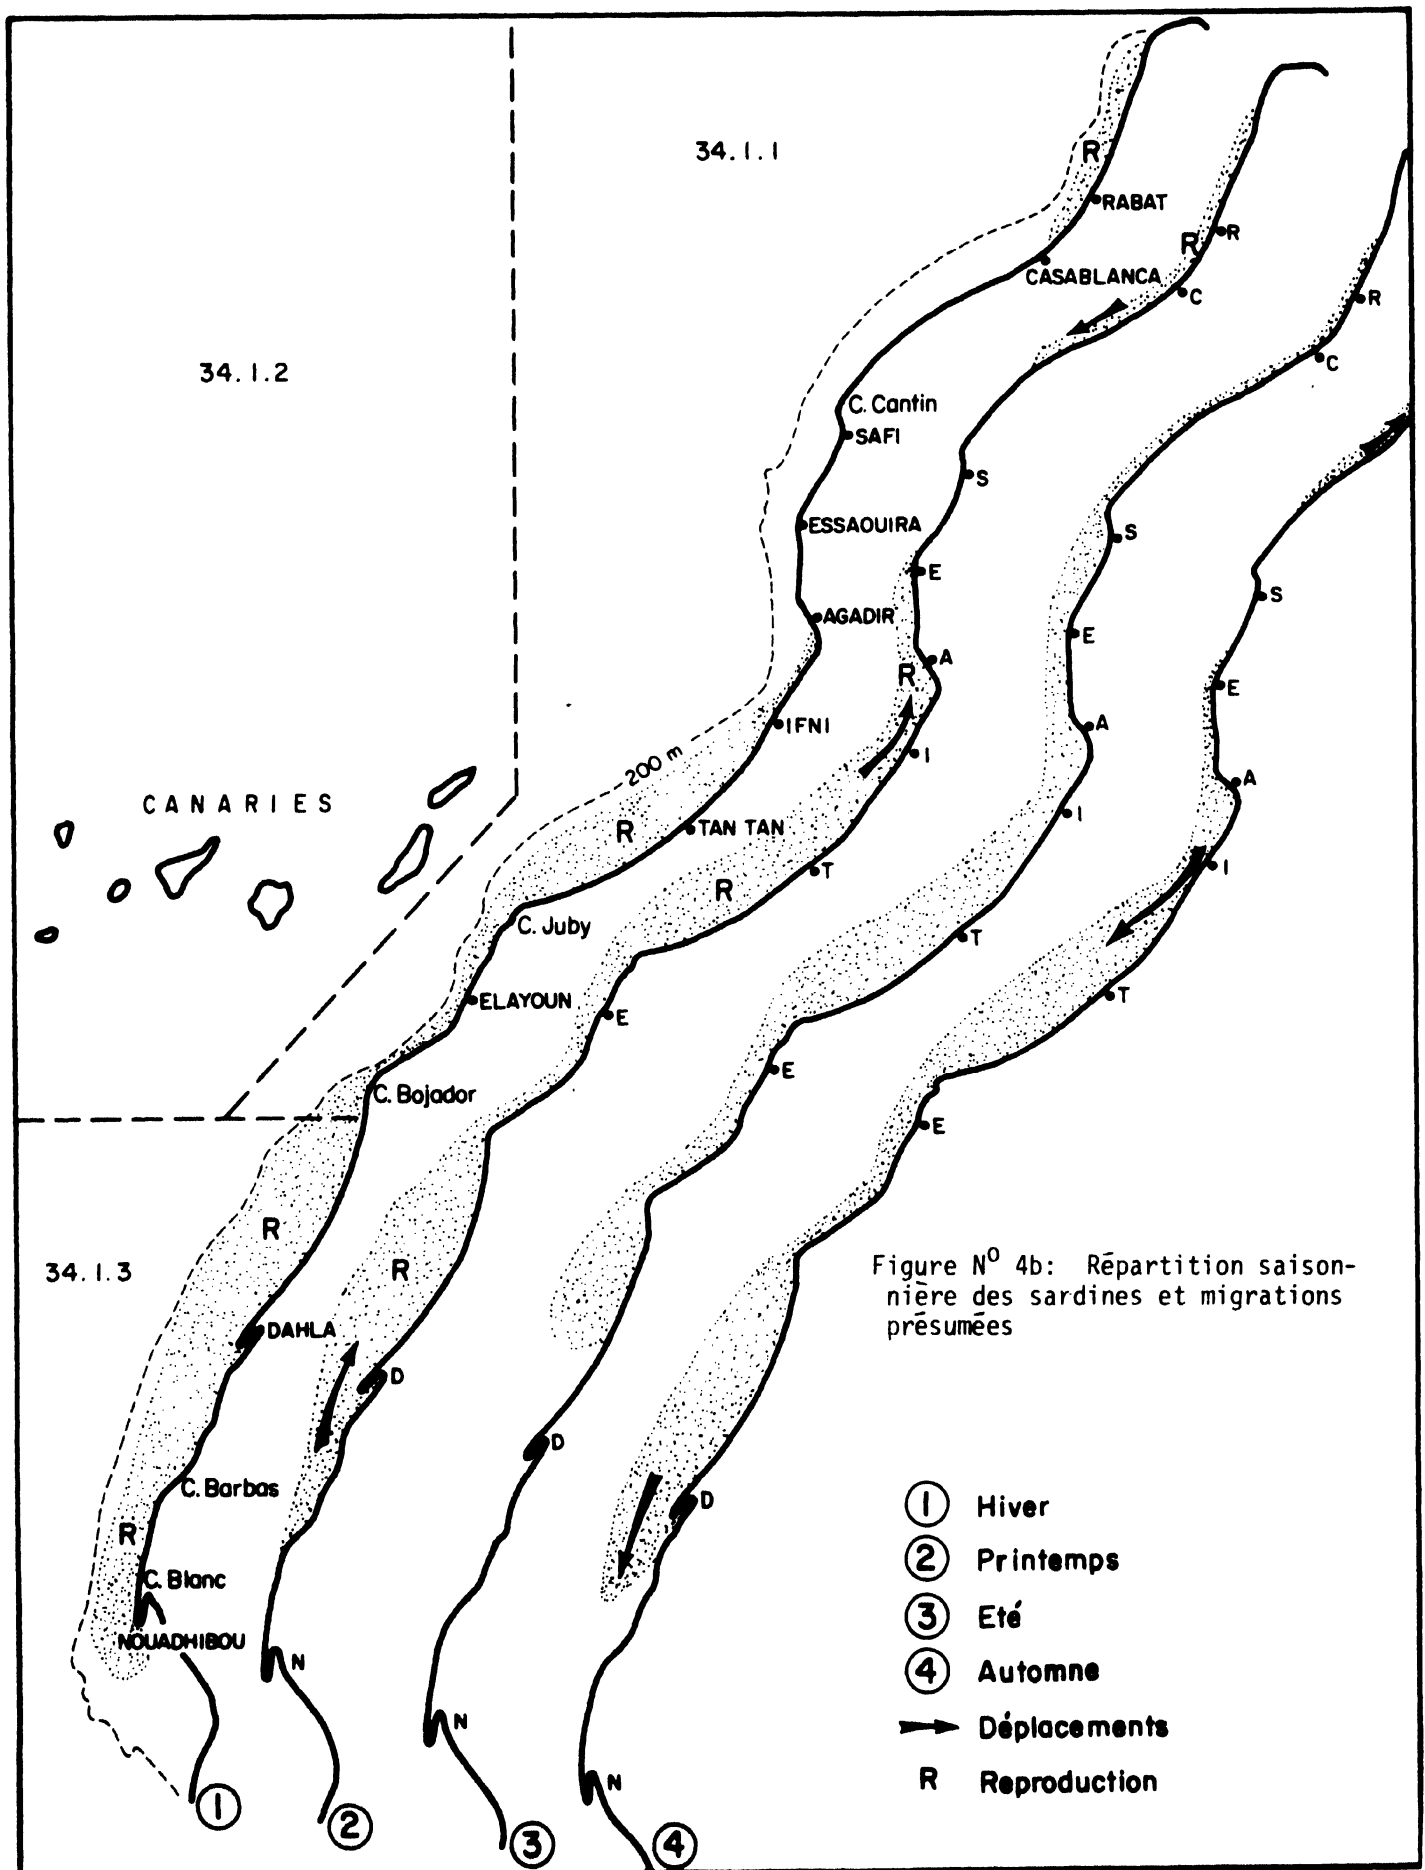 34.1.1
R
RABAT
R
R
CASABLANCA
C
R
34.1.2
C
C. Cantin
SAFI
S
ESSAOUIRA
S
E
S
AGADIR
E
A
R
E
IFNI
A
I
200 m
A
CANARIES
I
R
TAN TAN
I
T
R
C. Juby
T
ELAYOUN
T
E
E
C. Bojador
E
R
34.1.3
R
Figure Nº 4b: Répartition saison-
nière des sardines et migrations
présumées
DAHLA
D
D
C. Barbas
D
R
C. Blanc
NOUADHIBOU
N
N
N
1 Hiver
2 Printemps
3 Eté
4 Automne
Déplacements
R Reproduction
1
2
3
4